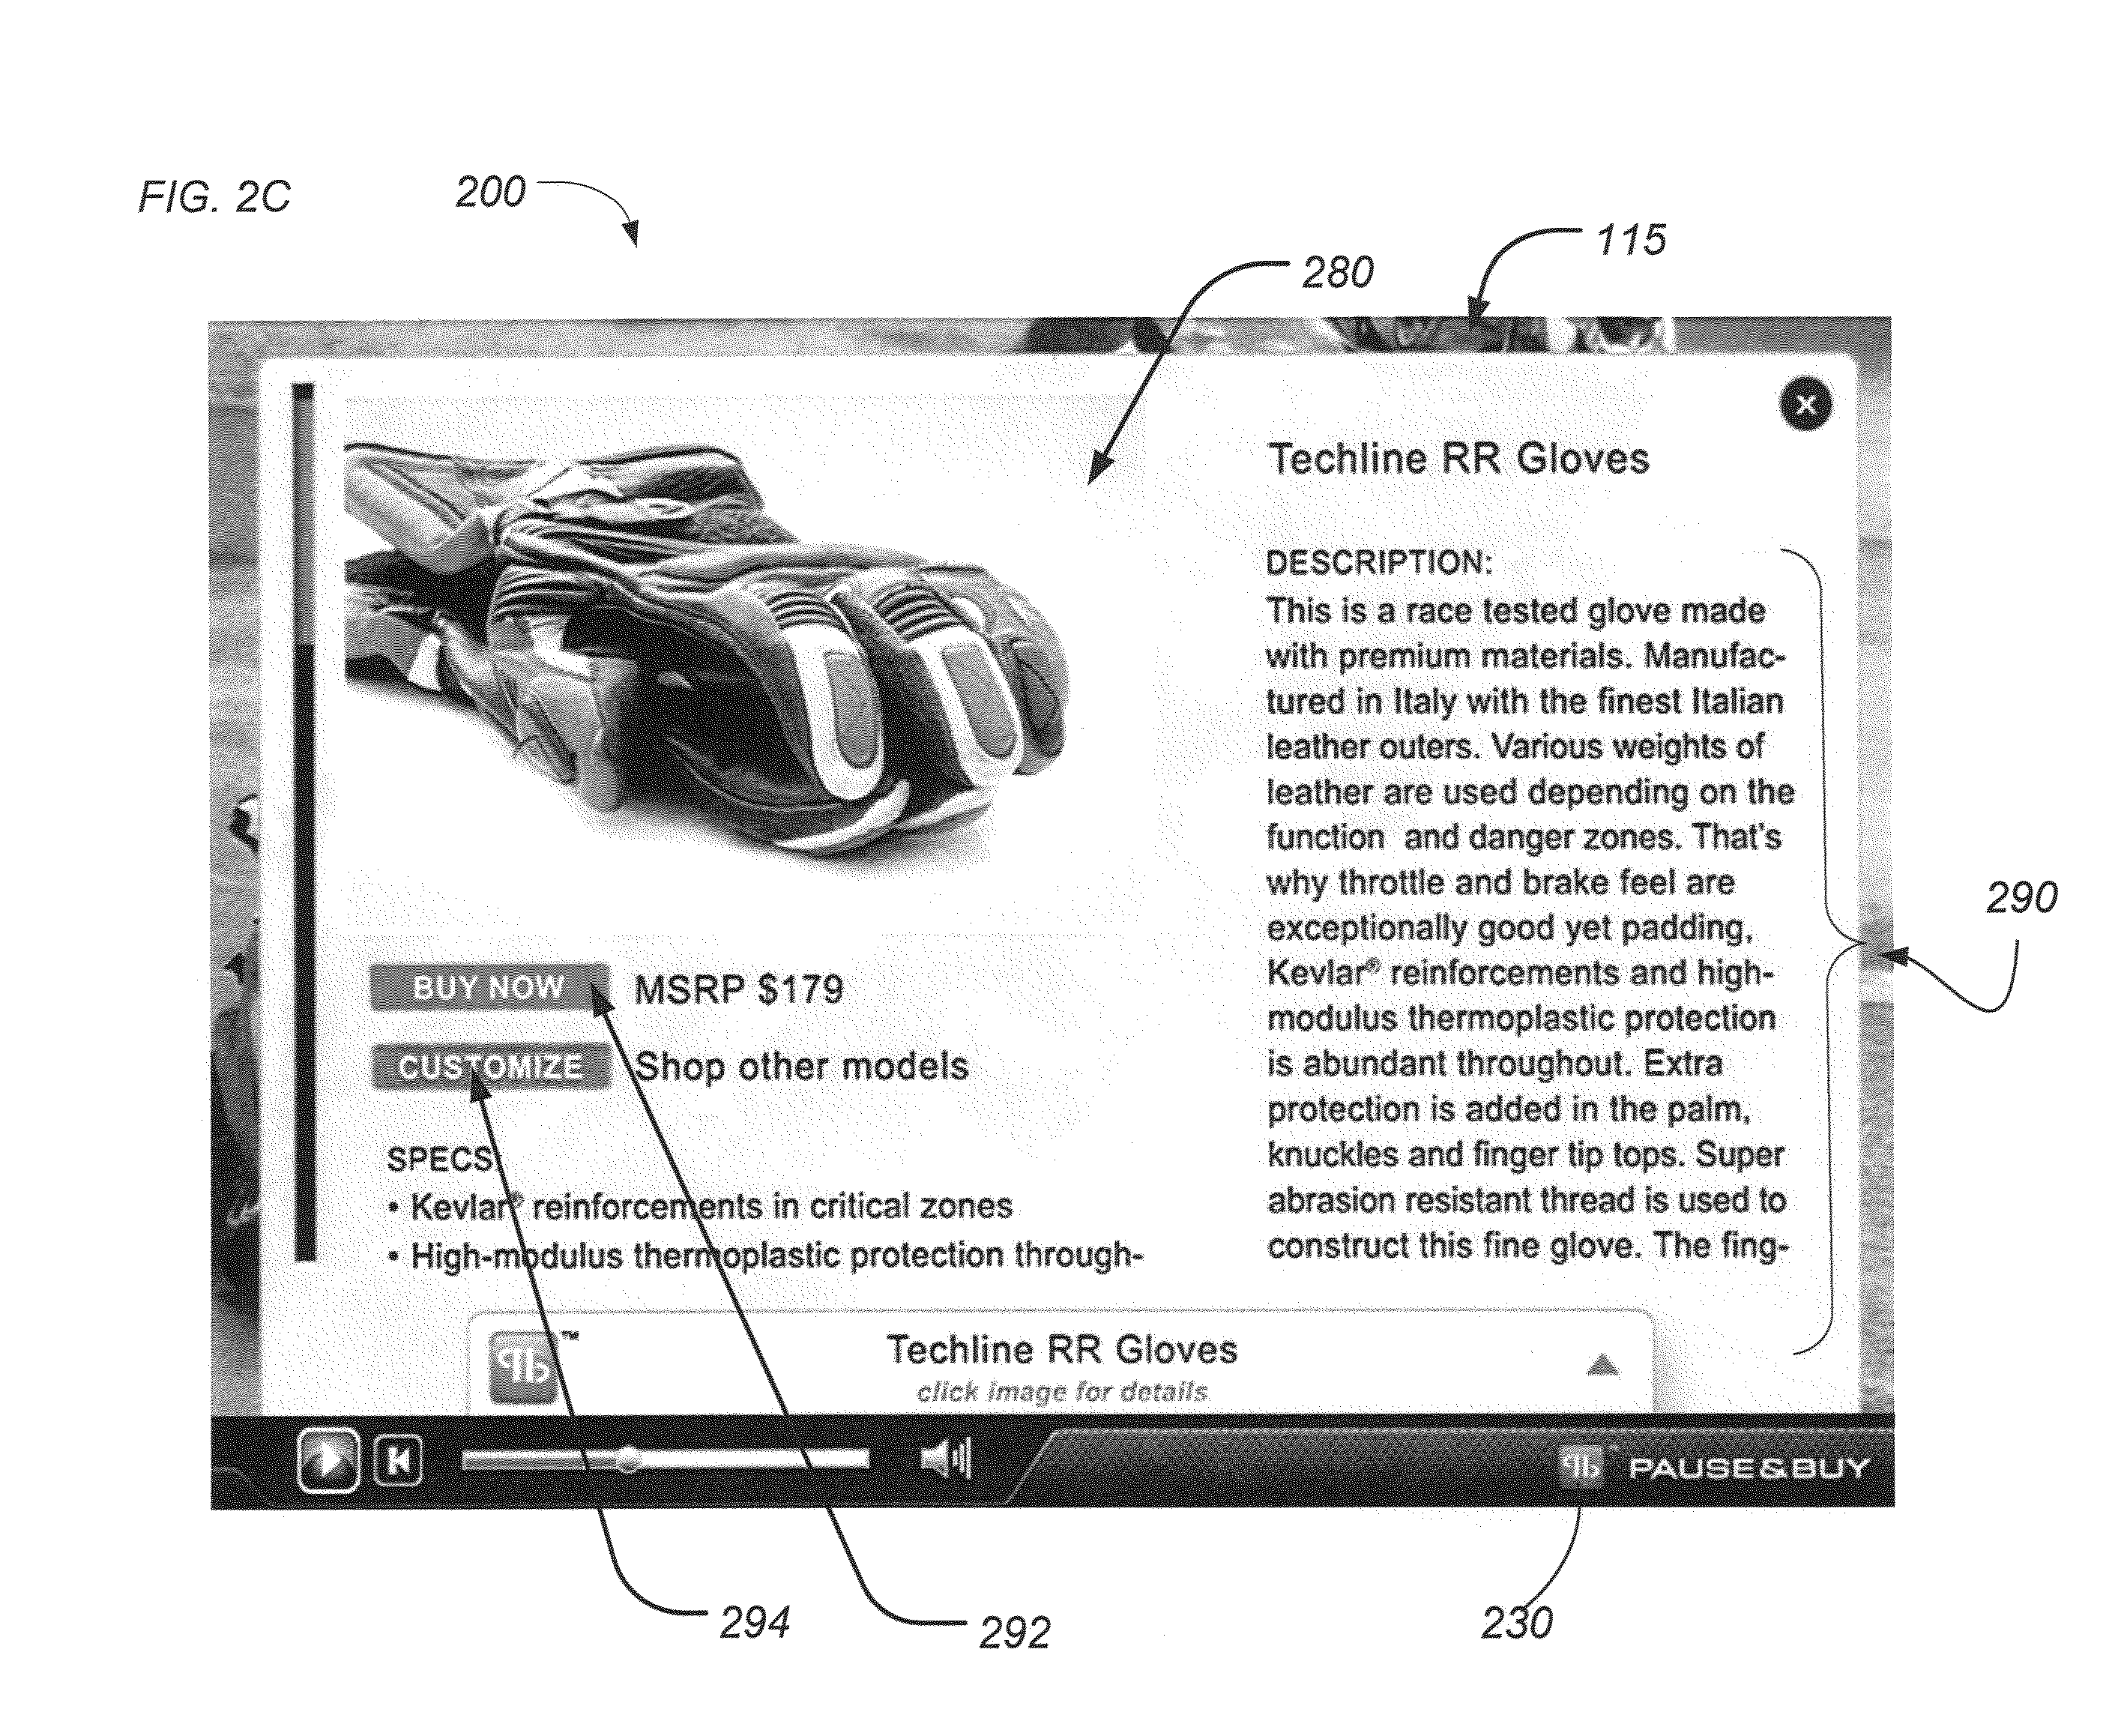 FIG. 2C
200
115
280
x
Techline RR Gloves
DESCRIPTION:
This is a race tested glove made
with premium materials. Manufac-
tured in Italy with the finest Italian
leather outers. Various weights of
leather are used depending on the
function and danger zones. That's
why throttle and brake feel are
exceptionally good yet padding,
Kevlar® reinforcements and high-
modulus thermoplastic protection
is abundant throughout. Extra
protection is added in the palm,
knuckles and finger tip tops. Super
abrasion resistant thread is used to
construct this fine glove. The fing-
290
BUY NOW MSRP $179
CUSTOMIZE Shop other models
SPECS:
• Kevlar® reinforcements in critical zones
• High-modulus thermoplastic protection through-
™
Techline RR Gloves
click image for details
PAUSE&BUY
294
292
230